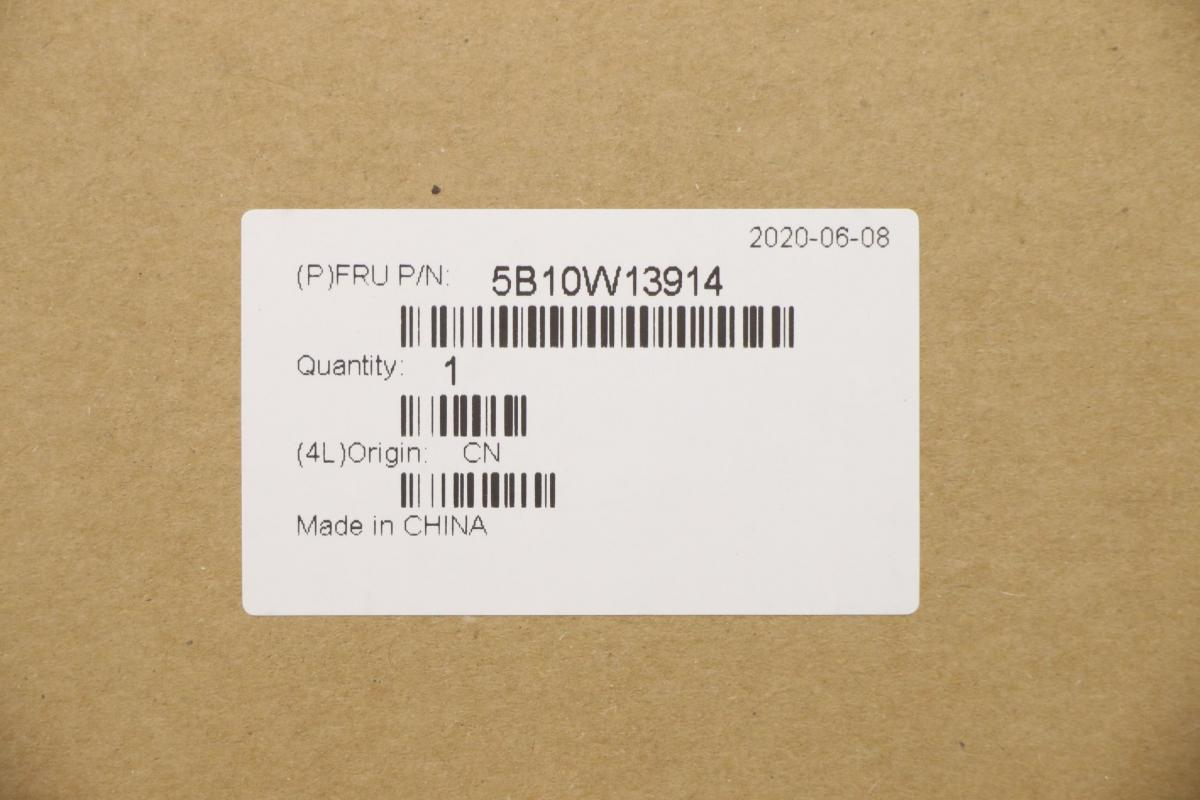 2020-06-08
(P)FRU P/N: 5B10W13914
Quantity: 1
(4L)Origin: CN
Made in CHINA